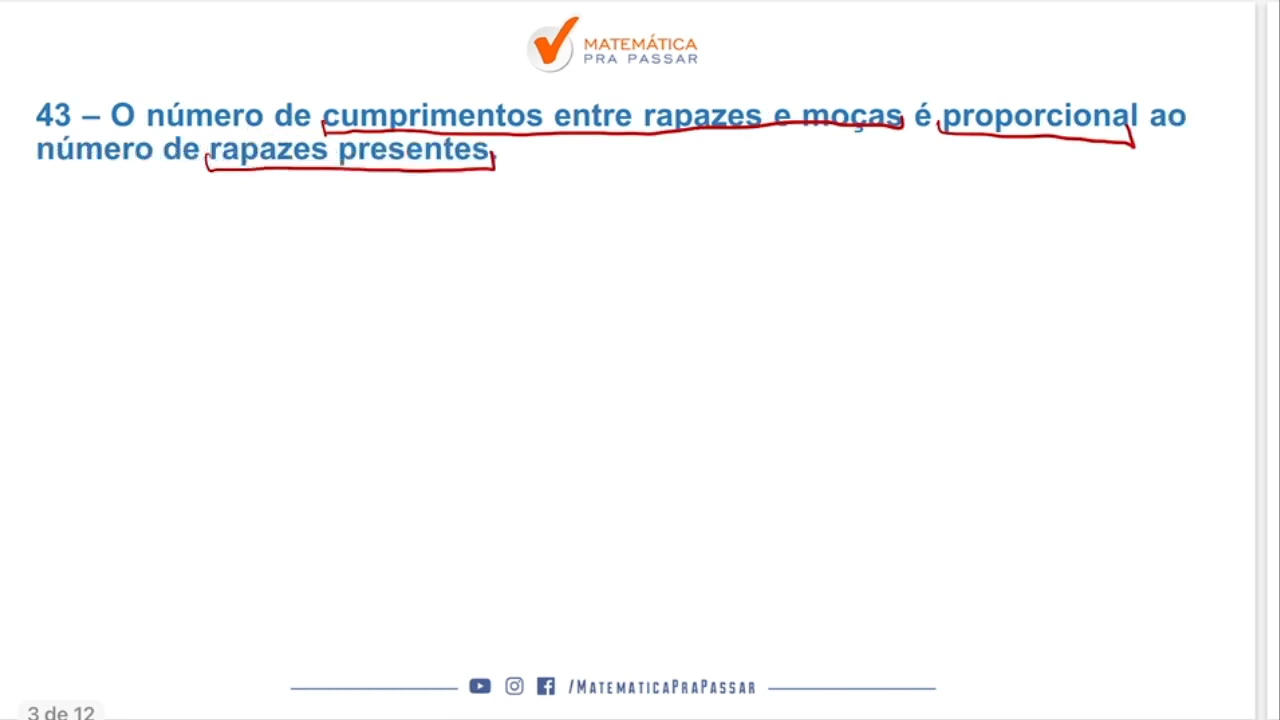 MATEMÁTICA
PRA PASSAR
43 – O número de cumprimentos entre rapazes e moças é proporcional ao
número de rapazes presentes.
/MATEMATICAPRAPASSAR
3 de 12